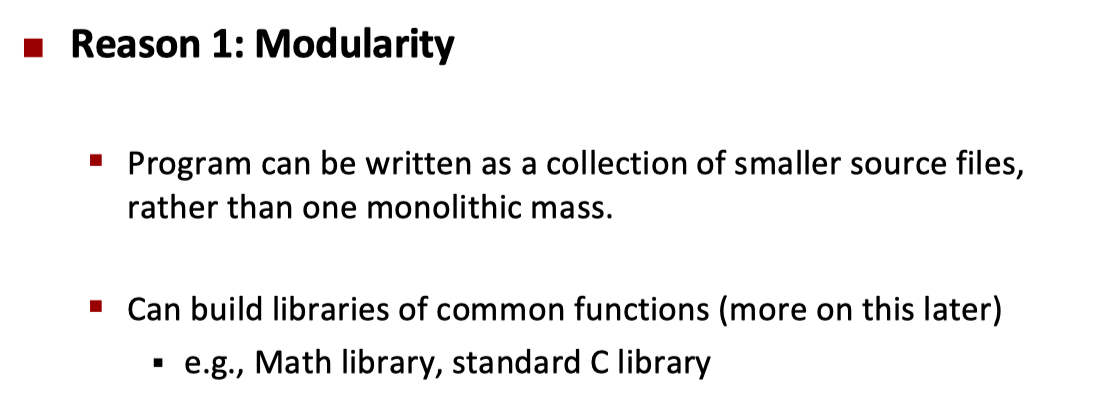 Reason 1: Modularity
Program can be written as a collection of smaller source files,
rather than one monolithic mass.
Can build libraries of common functions (more on this later)
e.g., Math library, standard C library